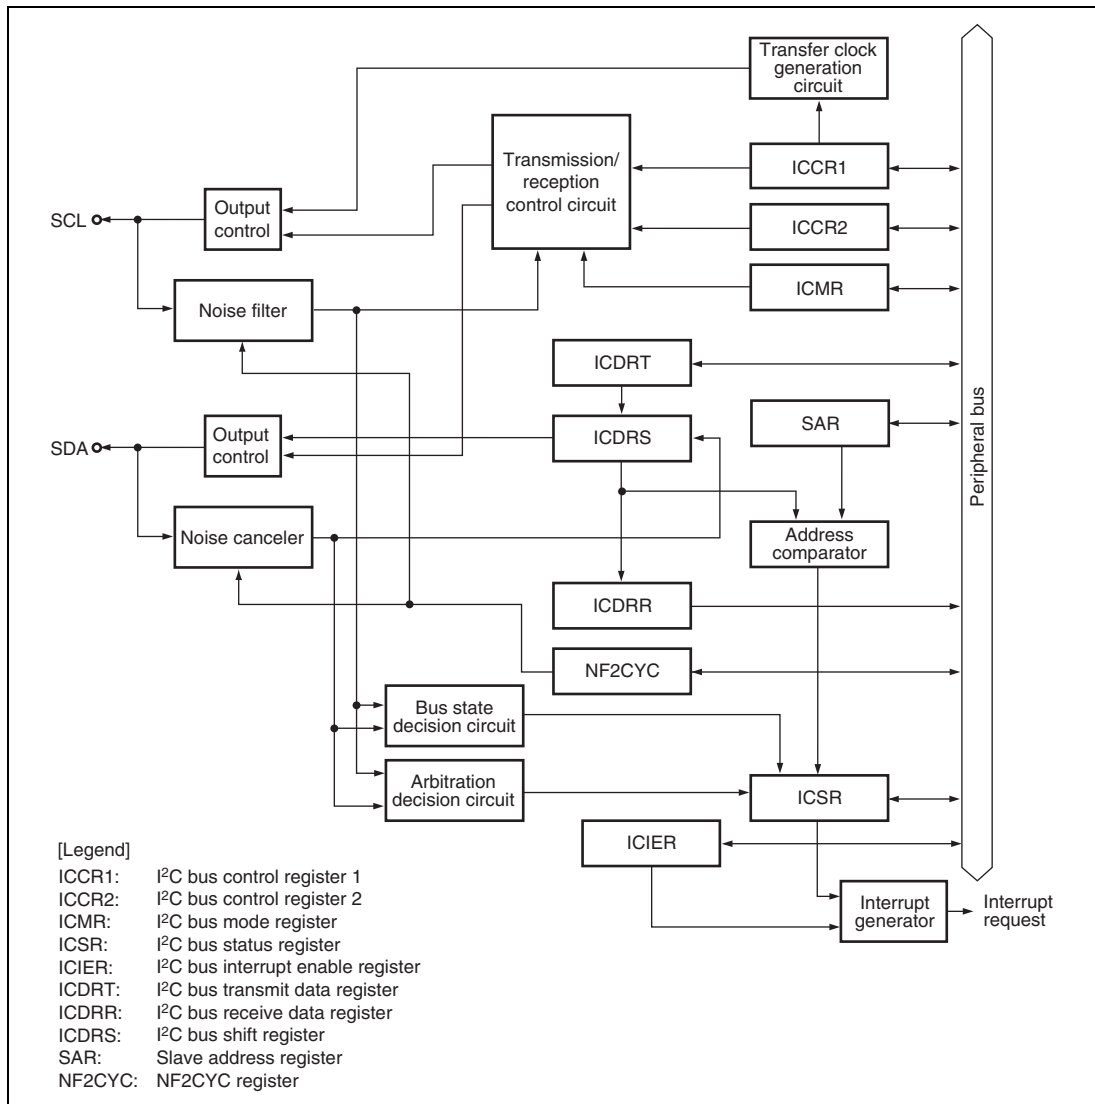 Transfer clock
generation
circuit
Transmission/
reception
control circuit
ICCR1
SCL
Output
control
ICCR2
ICMR
Noise filter
ICDRT
SAR
Peripheral bus
SDA
Output
control
ICDRS
Noise canceler
Address
comparator
ICDRR
NF2CYC
Bus state
decision circuit
Arbitration
decision circuit
ICSR
ICIER
Interrupt
generator
Interrupt
request
[Legend]
ICCR1: I²C bus control register 1
ICCR2: I²C bus control register 2
ICMR: I²C bus mode register
ICSR: I²C bus status register
ICIER: I²C bus interrupt enable register
ICDRT: I²C bus transmit data register
ICDRR: I²C bus receive data register
ICDRS: I²C bus shift register
SAR: Slave address register
NF2CYC: NF2CYC register